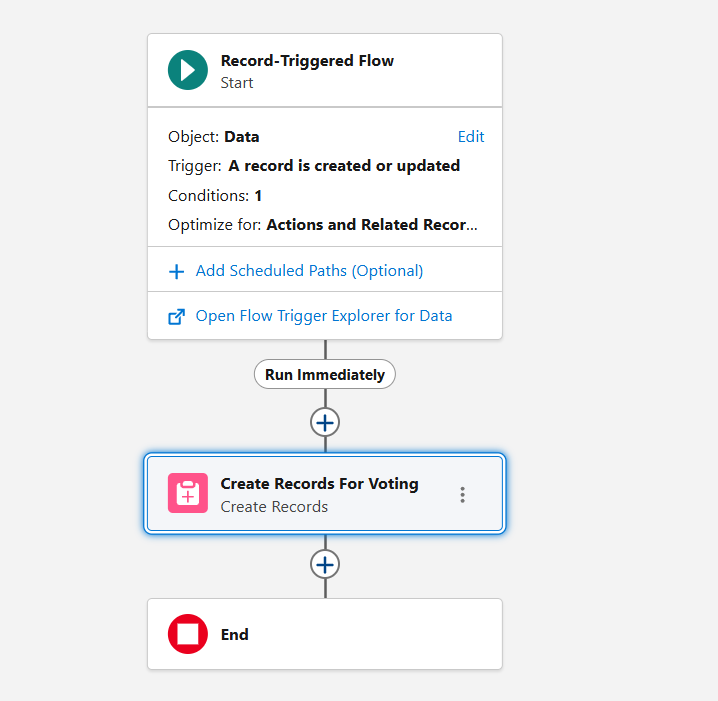 Record-Triggered Flow
Start
Object: Data
Edit
Trigger: A record is created or updated
Conditions: 1
Optimize for: Actions and Related Recor...
Add Scheduled Paths (Optional)
Open Flow Trigger Explorer for Data
Run Immediately
Create Records For Voting
Create Records
End